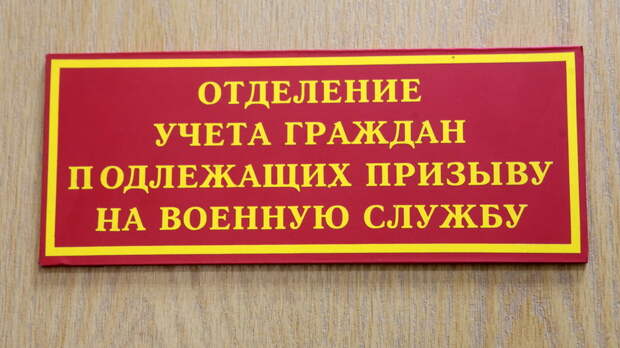 ОТДЕЛЕНИЕ
УЧЕТА ГРАЖДАН
ПОДЛЕЖАЩИХ ПРИЗЫВУ
НА ВОЕННУЮ СЛУЖБУ